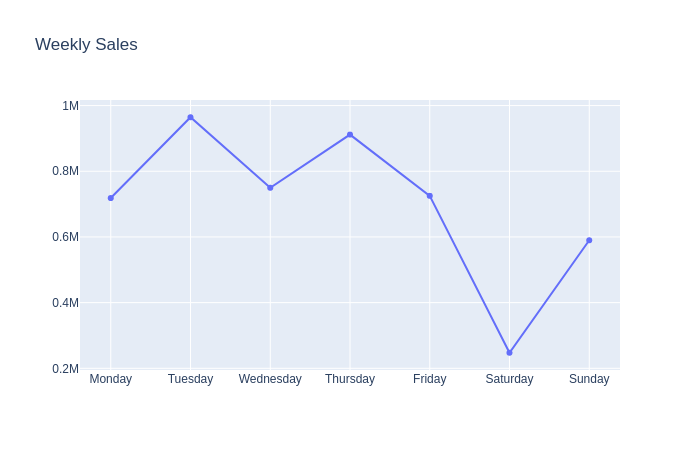 Weekly Sales
1M
0.8M
0.6M
0.4M
0.2M
Monday Tuesday Wednesday Thursday Friday Saturday Sunday